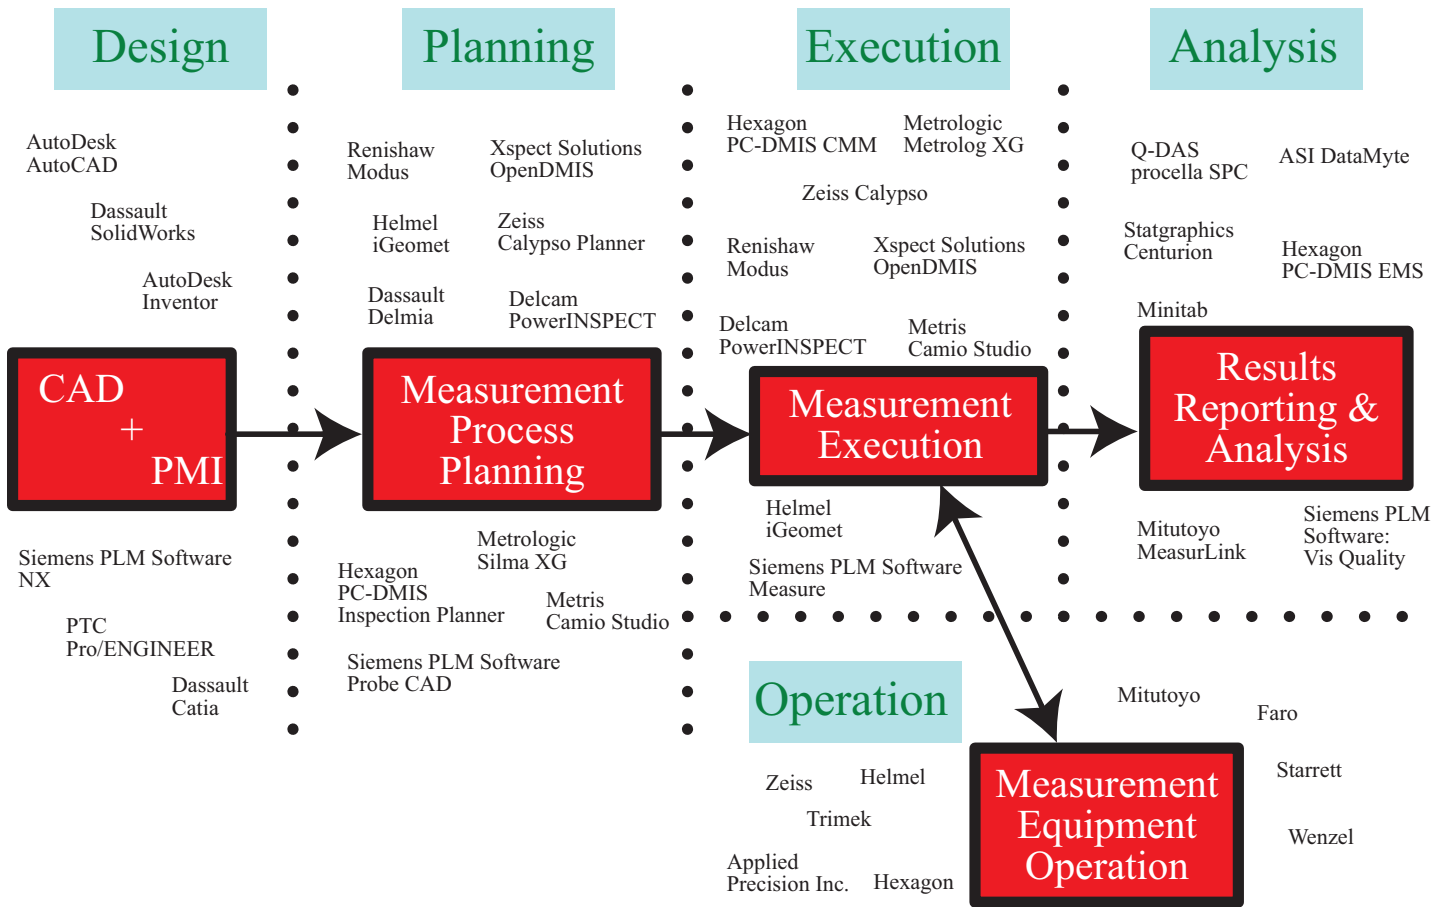 Design
Planning
Execution
Analysis
AutoDesk
AutoCAD
Dassault
SolidWorks
AutoDesk
Inventor
CAD
+
PMI
Siemens PLM Software
NX
PTC
Pro/ENGINEER
Dassault
Catia
Renishaw
Modus
Xspect Solutions
OpenDMIS
Helmel
iGeomet
Zeiss
Calypso Planner
Dassault
Delmia
Delcam
PowerINSPECT
Measurement
Process
Planning
Metrologic
Silma XG
Hexagon
PC-DMIS
Inspection Planner
Metris
Camio Studio
Siemens PLM Software
Probe CAD
Hexagon
PC-DMIS CMM
Metrologic
Metrolog XG
Zeiss Calypso
Renishaw
Modus
Xspect Solutions
OpenDMIS
Delcam
PowerINSPECT
Metris
Camio Studio
Measurement
Execution
Helmel
iGeomet
Siemens PLM Software
Measure
Q-DAS
procella SPC
ASI DataMyte
Statgraphics
Centurion
Hexagon
PC-DMIS EMS
Minitab
Results
Reporting &
Analysis
Mitutoyo
MeasurLink
Siemens PLM
Software:
Vis Quality
Operation
Mitutoyo
Faro
Zeiss
Helmel
Trimek
Applied
Precision Inc.
Hexagon
Measurement
Equipment
Operation
Starrett
Wenzel